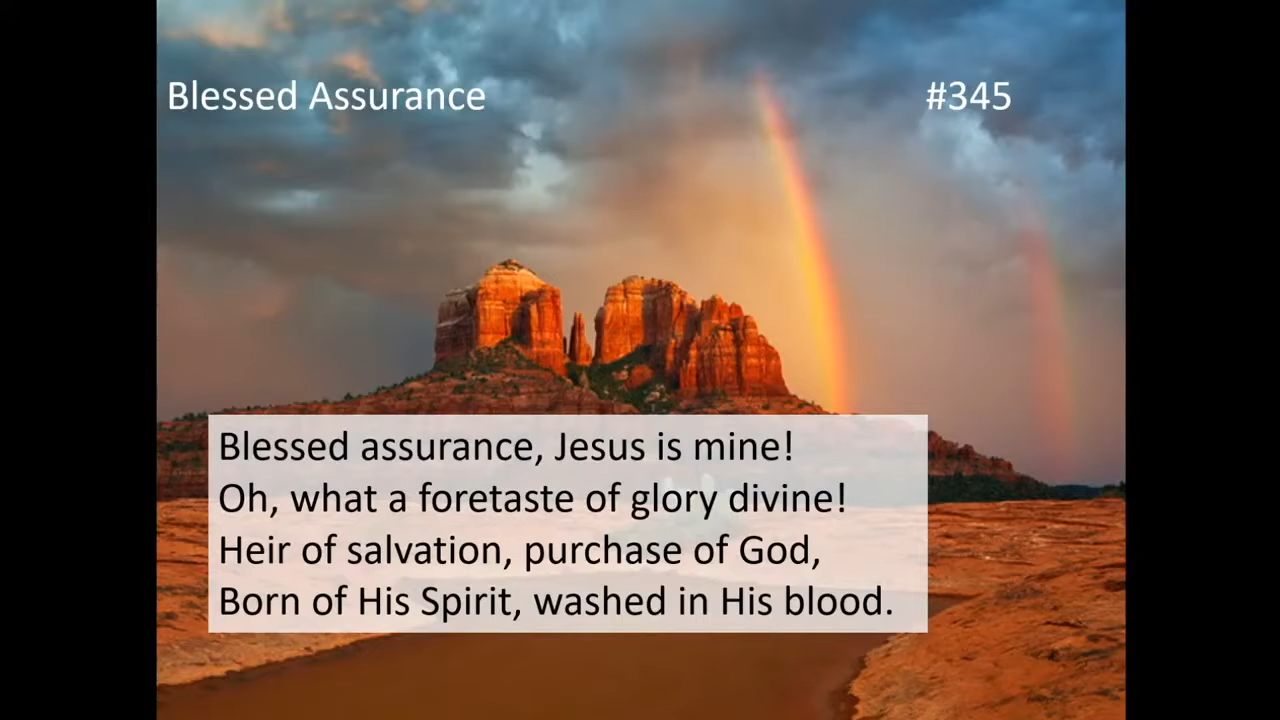 Blessed Assurance #345
Blessed assurance, Jesus is mine!
Oh, what a foretaste of glory divine!
Heir of salvation, purchase of God,
Born of His Spirit, washed in His blood.